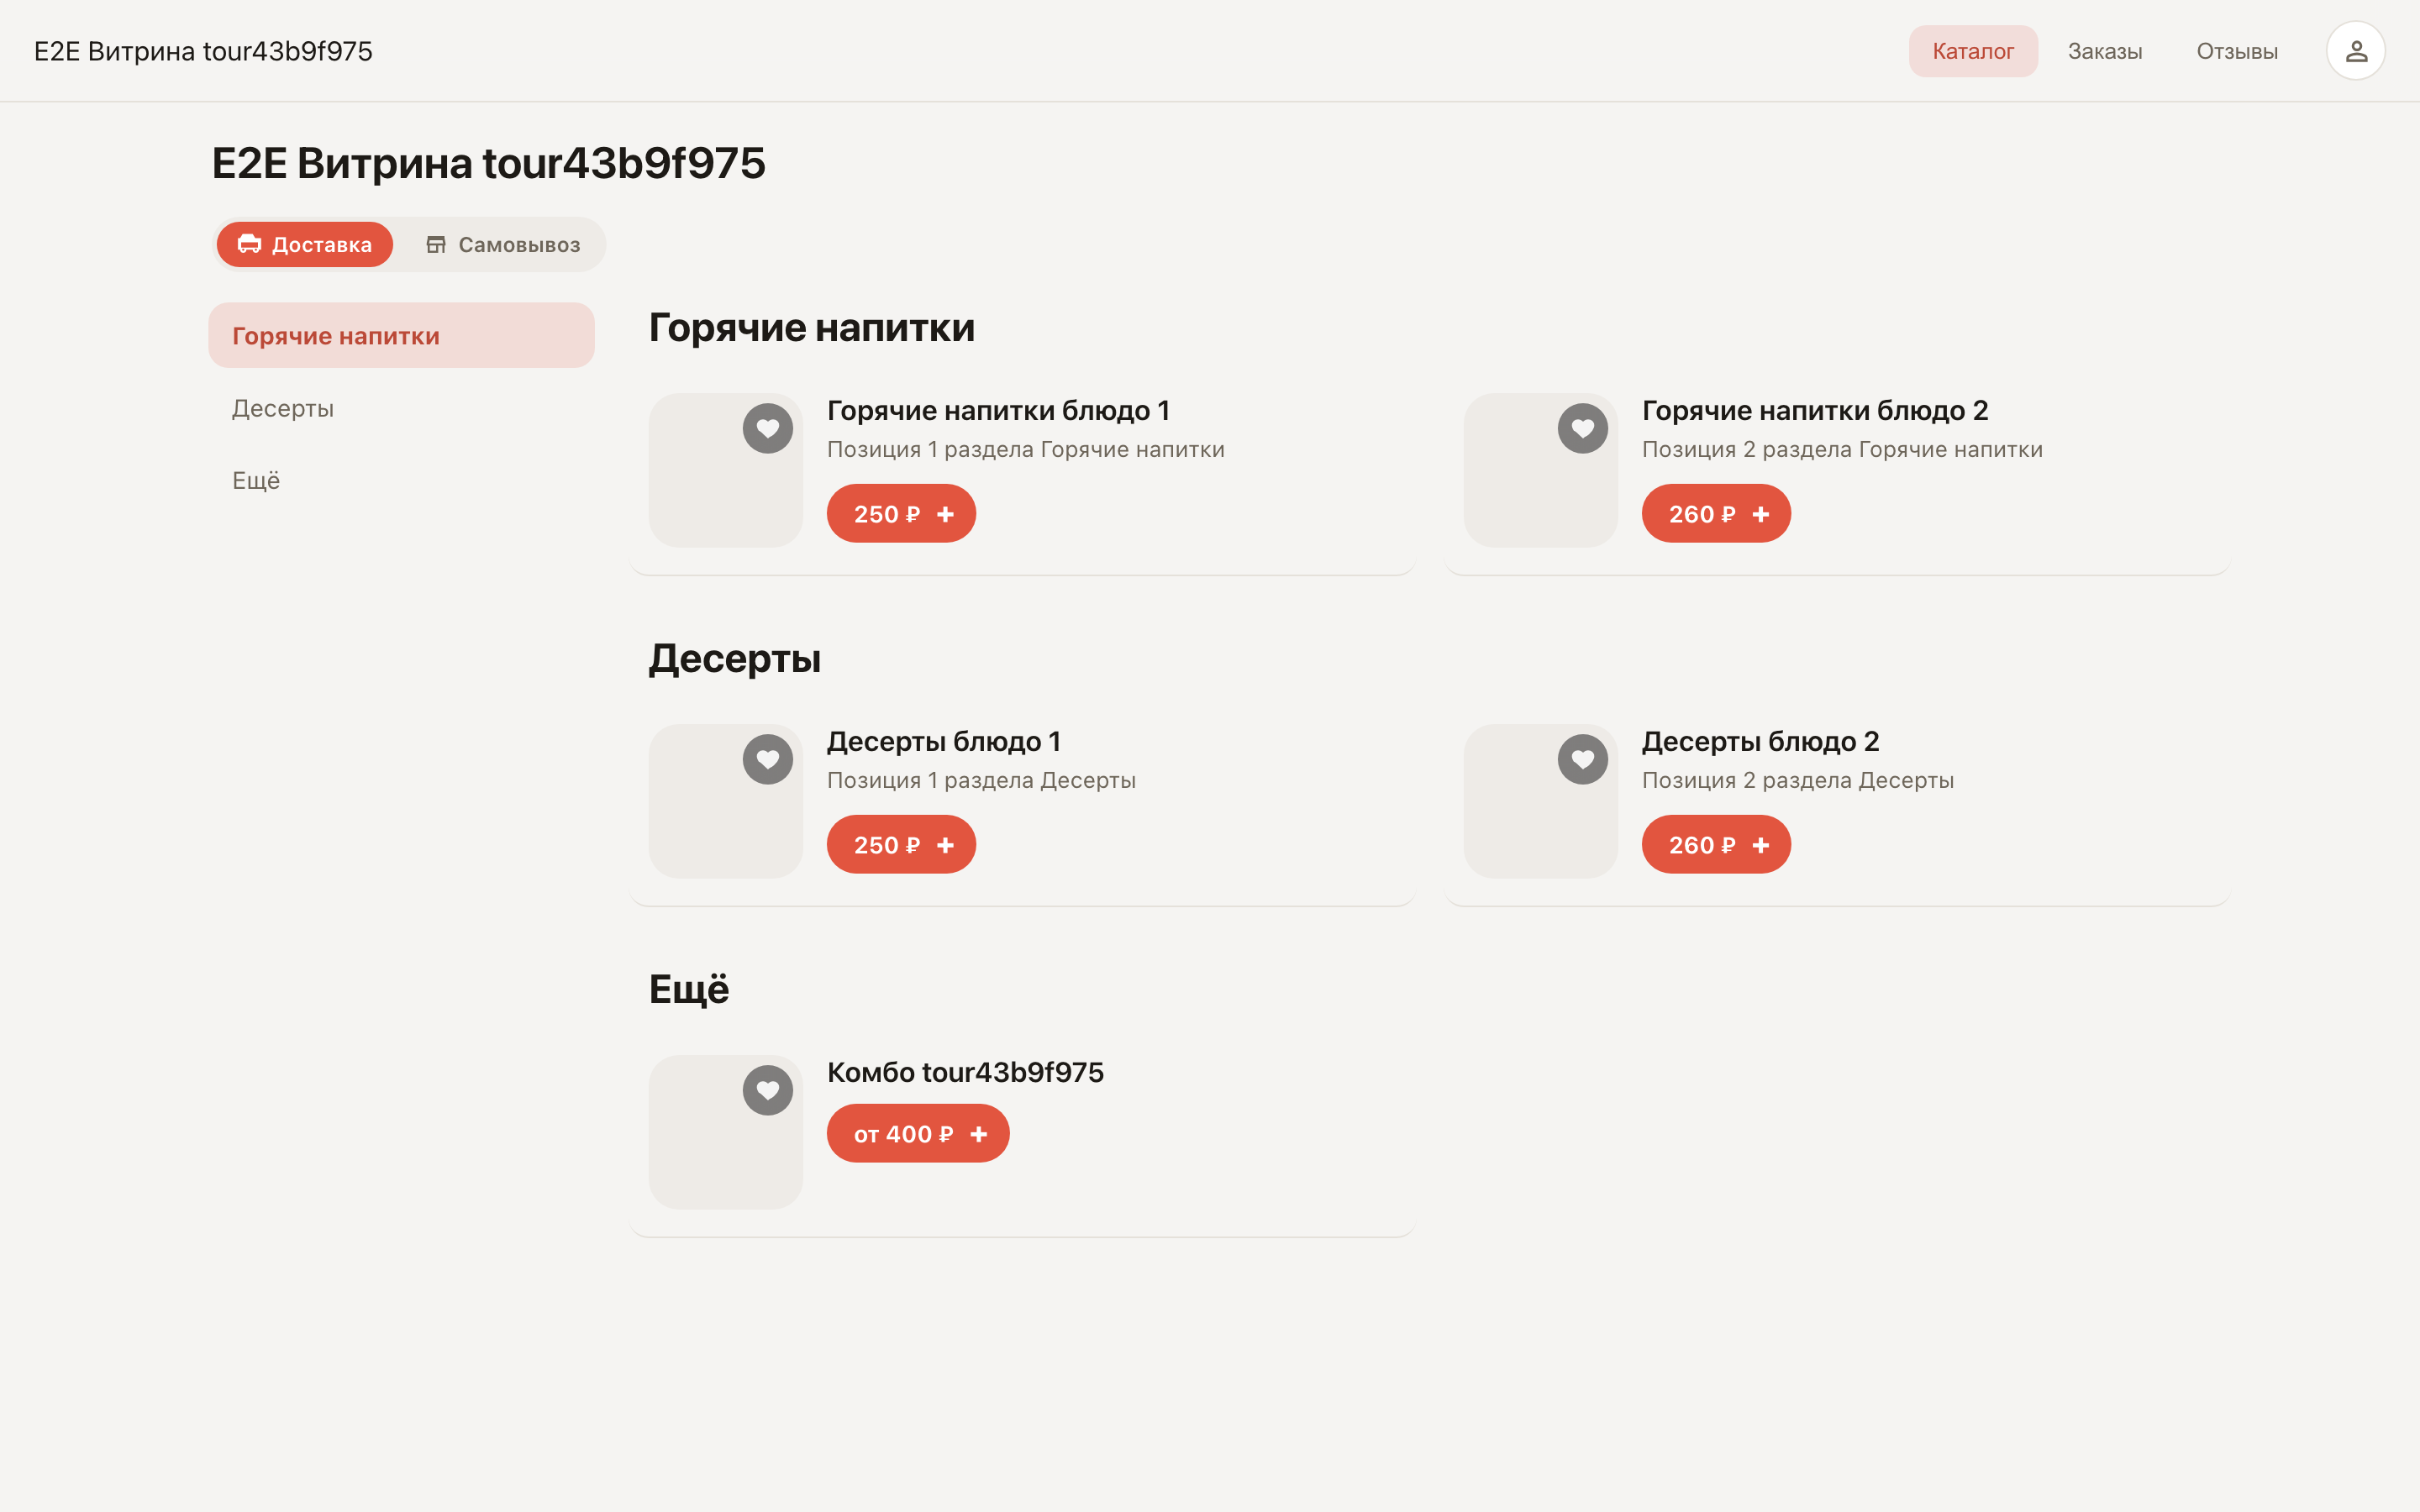 E2E Витрина tour43b9f975
Каталог
Заказы
Отзывы
E2E Витрина tour43b9f975
Доставка
Самовывоз
Горячие напитки
Десерты
Ещё
Горячие напитки
Горячие напитки блюдо 1
Позиция 1 раздела Горячие напитки
250 ₽ +
Горячие напитки блюдо 2
Позиция 2 раздела Горячие напитки
260 ₽ +
Десерты
Десерты блюдо 1
Позиция 1 раздела Десерты
250 ₽ +
Десерты блюдо 2
Позиция 2 раздела Десерты
260 ₽ +
Ещё
Комбо tour43b9f975
от 400 ₽ +